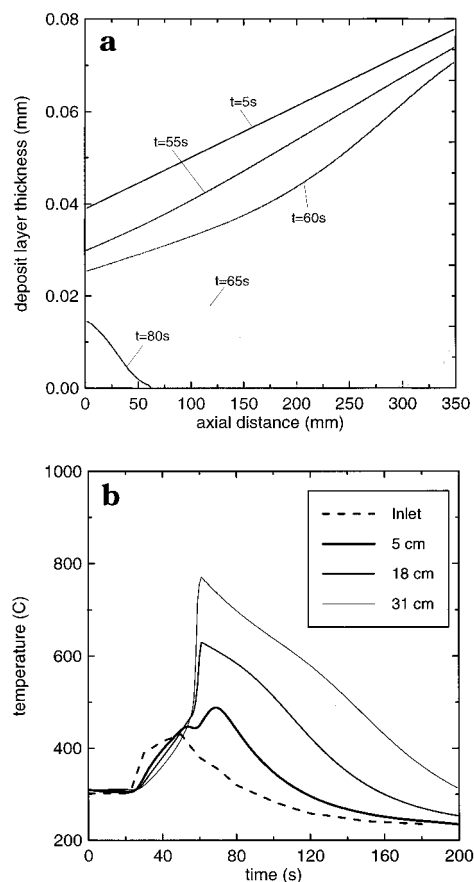 a
0.08
0.06
0.04
0.02
0.00
deposit layer thickness (mm)
t=5s
t=55s
t=60s
t=65s
t=80s
0 50 100 150 200 250 300 350
axial distance (mm)
b
1000
800
600
400
200
temperature (C)
Inlet
5 cm
18 cm
31 cm
0 40 80 120 160 200
time (s)